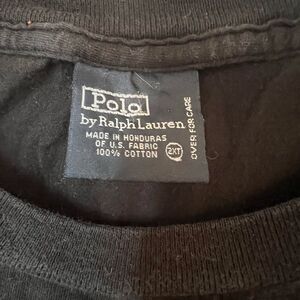 Polo
by Ralph Lauren
MADE IN HONDURAS
OF U.S. FABRIC
100% COTTON
2XT
OVER FOR CARE